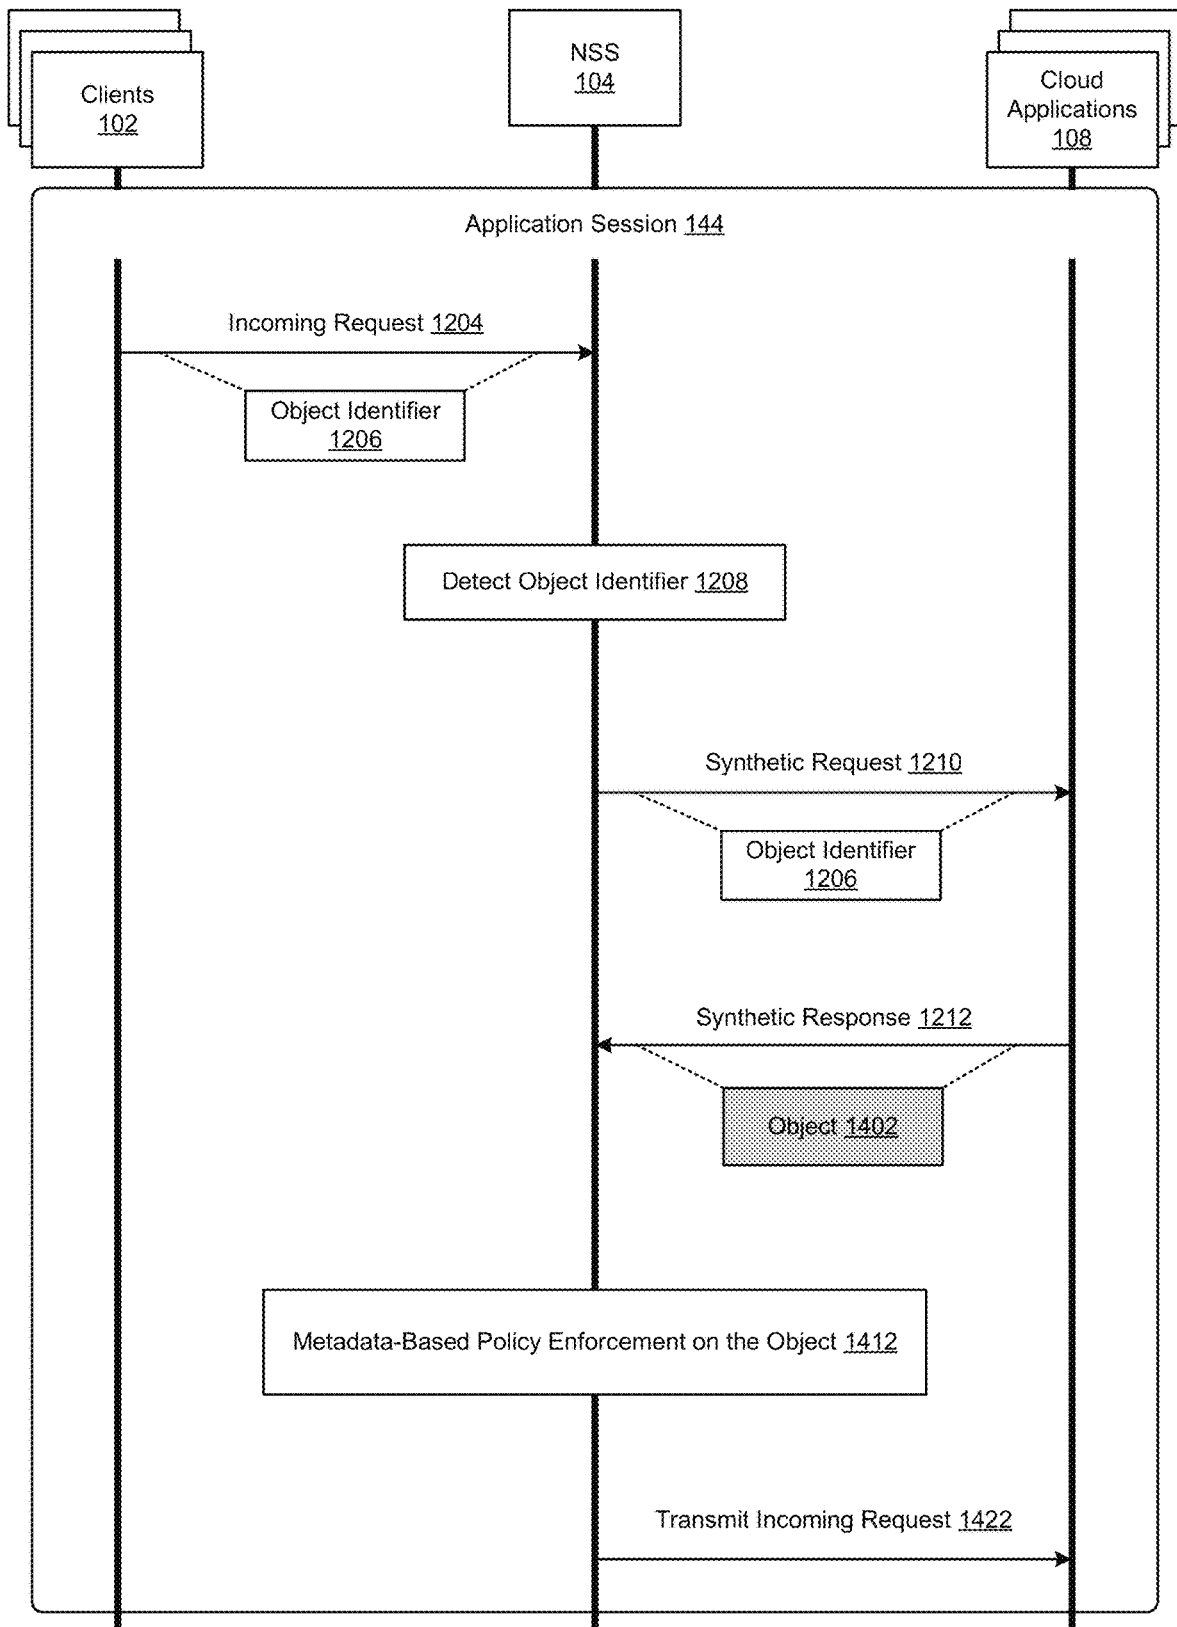 Clients
102
NSS
104
Cloud
Applications
108
Application Session 144
Incoming Request 1204
Object Identifier
1206
Detect Object Identifier 1208
Synthetic Request 1210
Object Identifier
1206
Synthetic Response 1212
Object 1402
Metadata-Based Policy Enforcement on the Object 1412
Transmit Incoming Request 1422